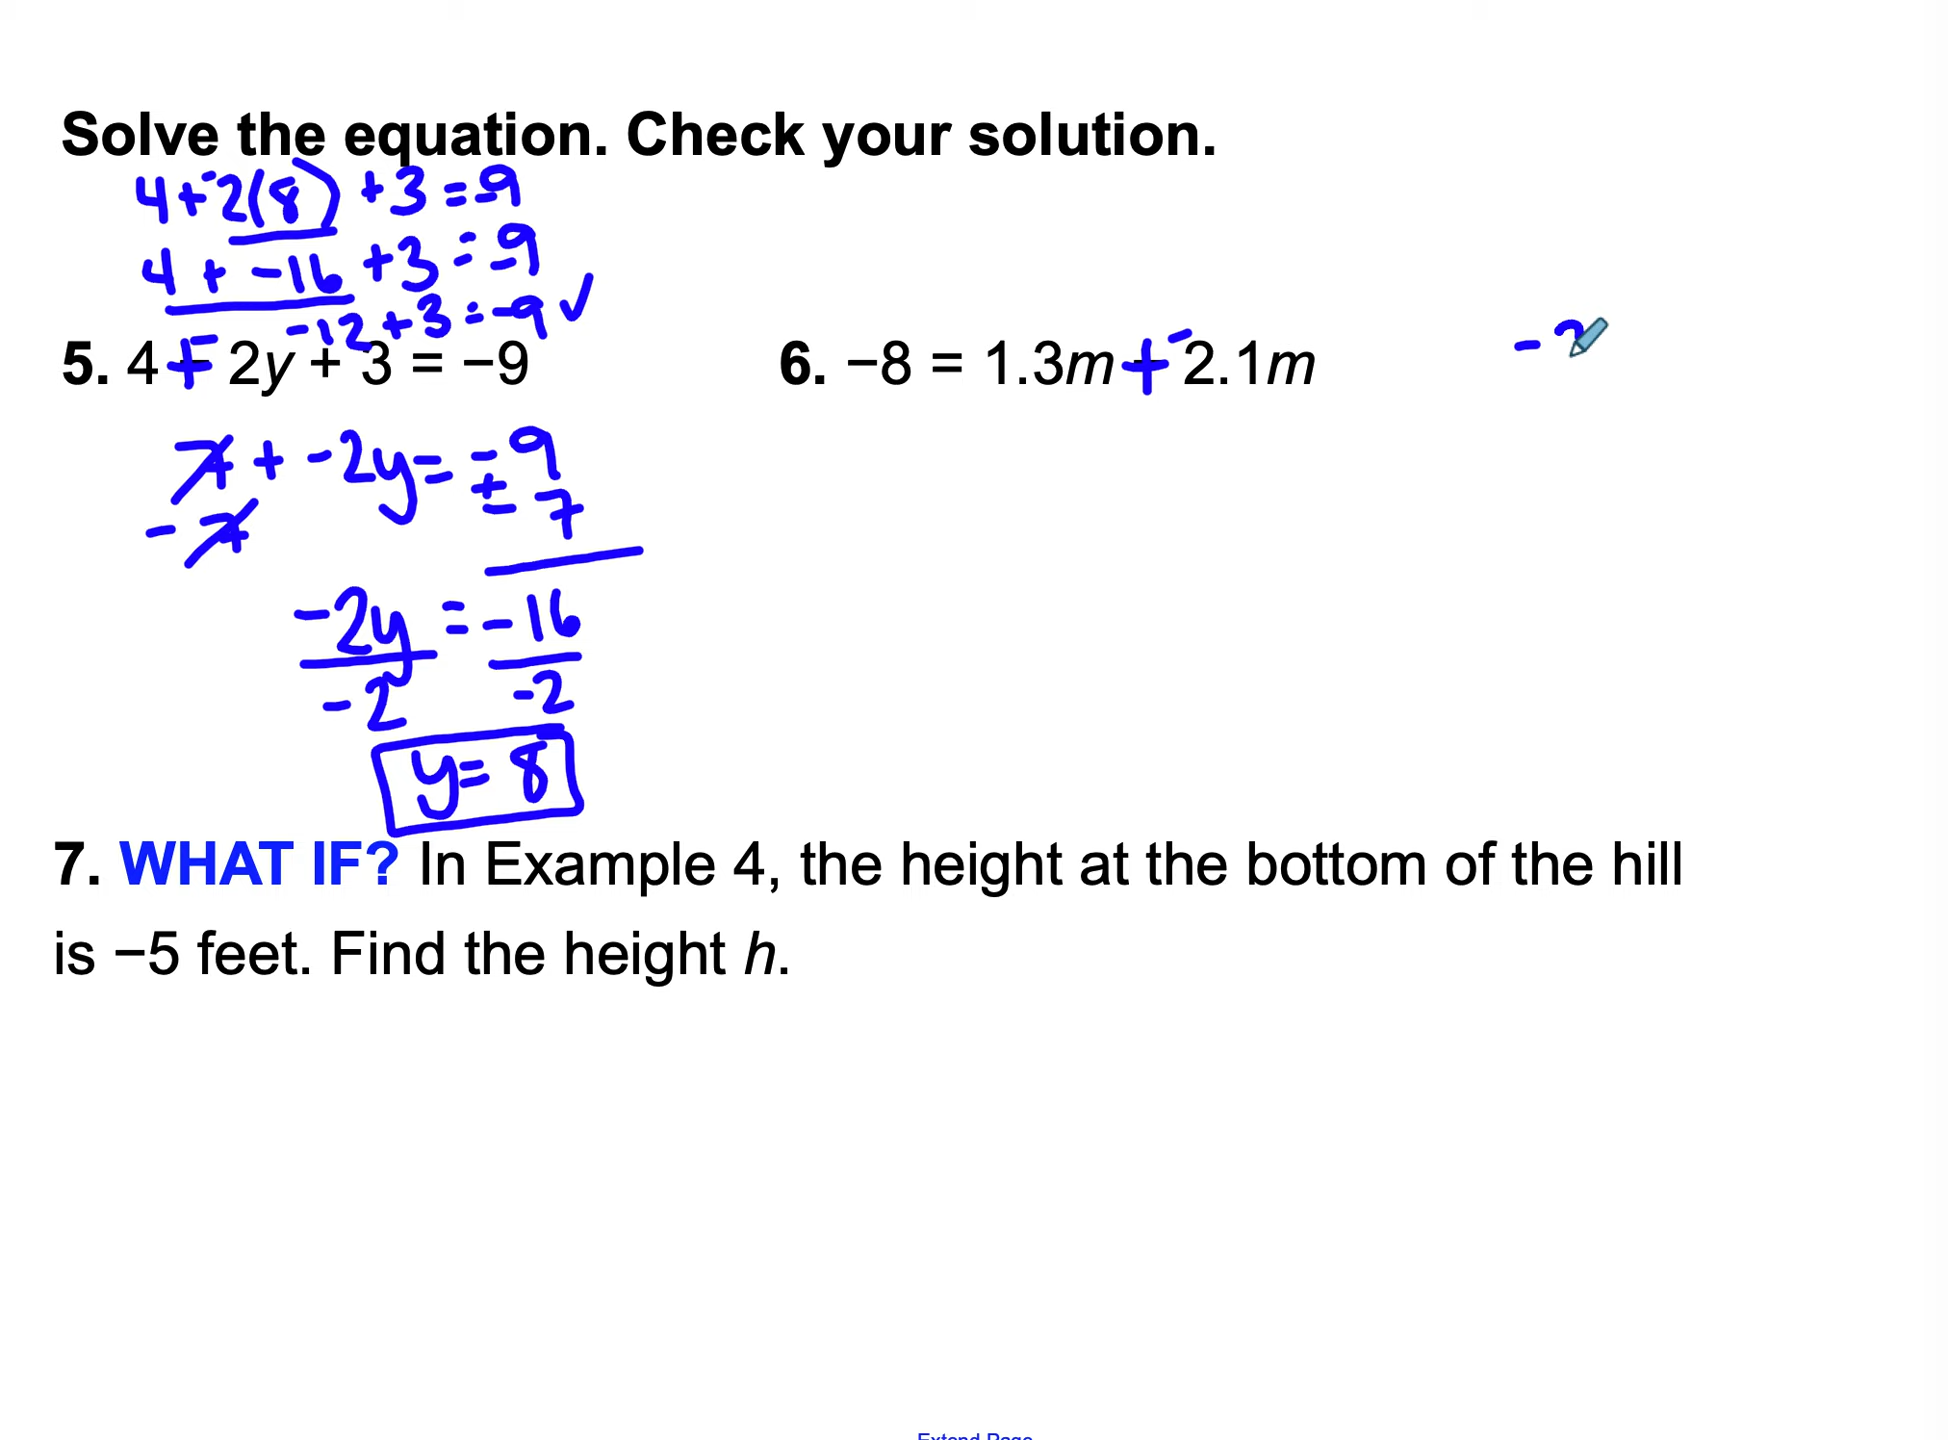 Solve the equation. Check your solution.
4+-2(8)+3=-9
4+-16+3=-9
-12+3=-9✓
5. 4 +- 2y + 3 = −9
6. −8 = 1.3m +- 2.1m
-2
7+-2y=-9
-7 +-7
-2y=-16
-2 -2
y=8
7. WHAT IF? In Example 4, the height at the bottom of the hill
is −5 feet. Find the height h.